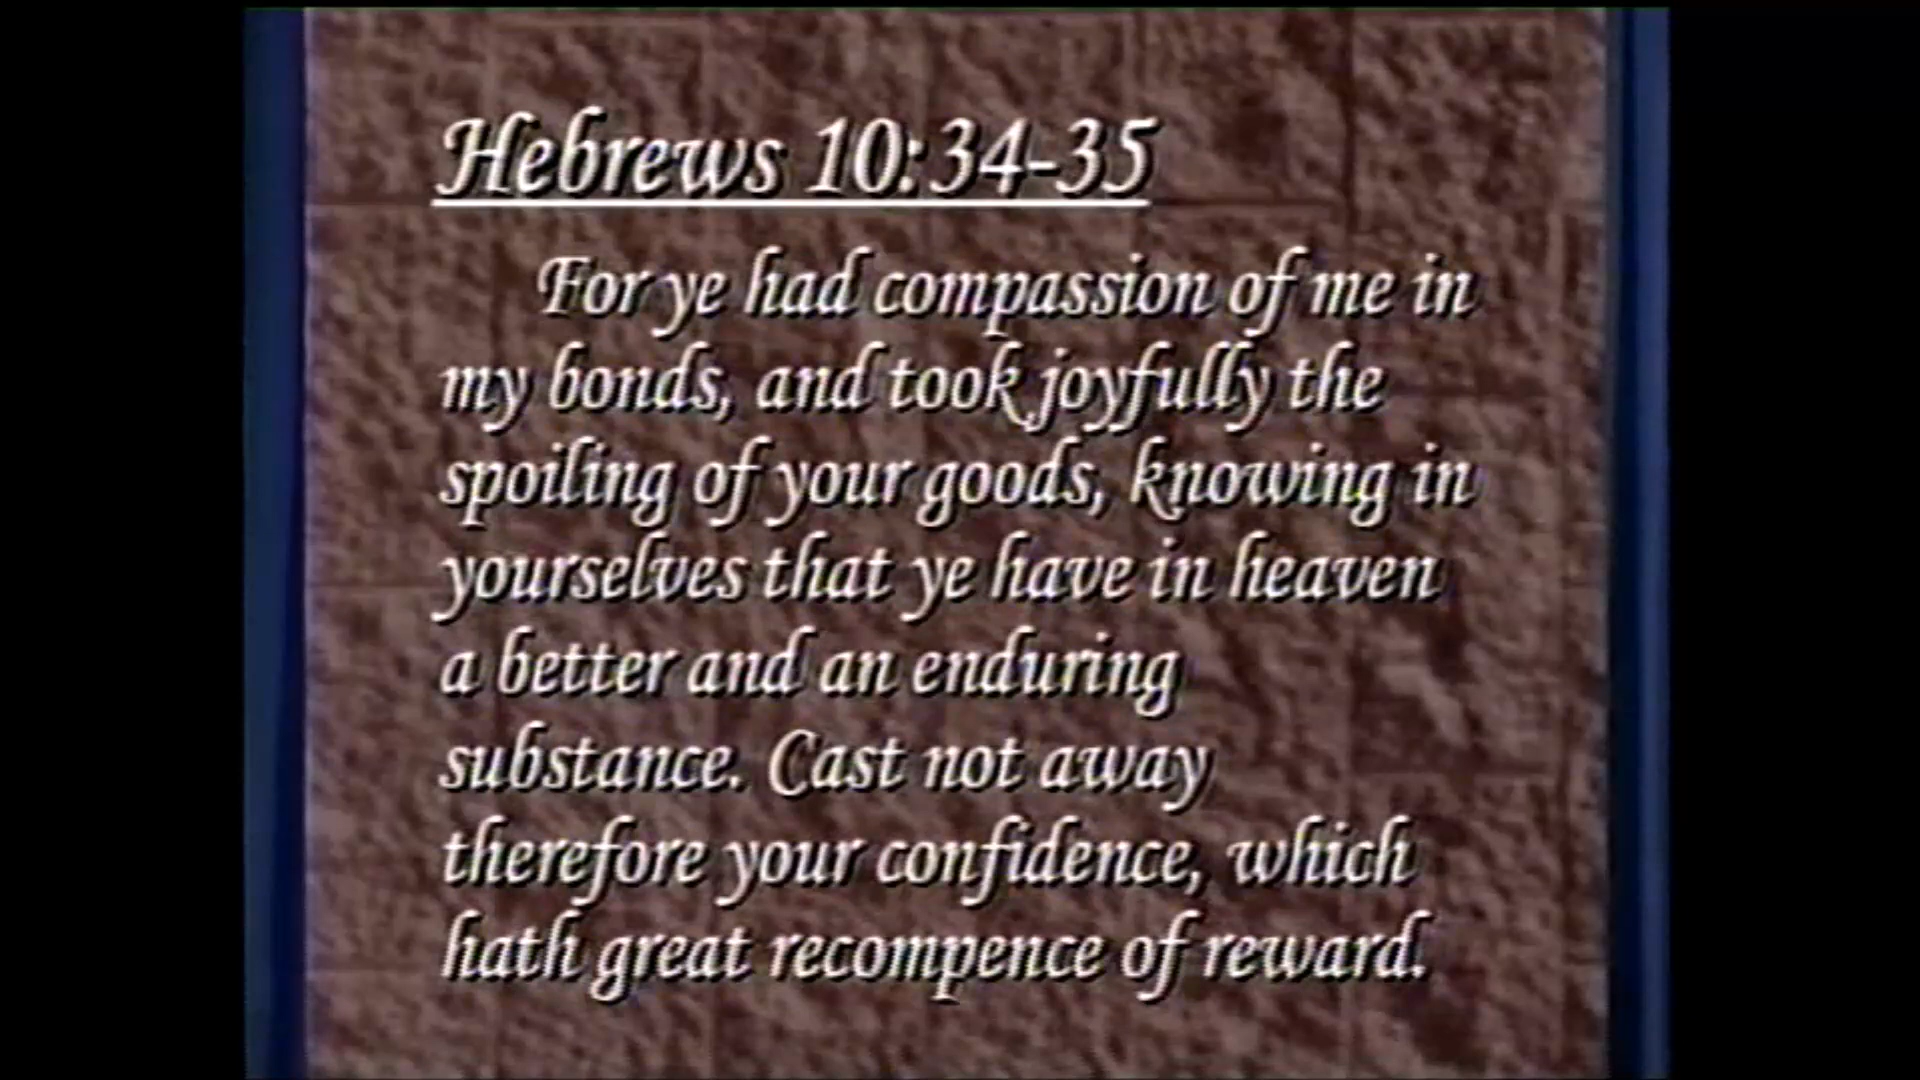 Hebrews 10:34-35
For ye had compassion of me in
my bonds, and took joyfully the
spoiling of your goods, knowing in
yourselves that ye have in heaven
a better and an enduring
substance. Cast not away
therefore your confidence, which
hath great recompence of reward.